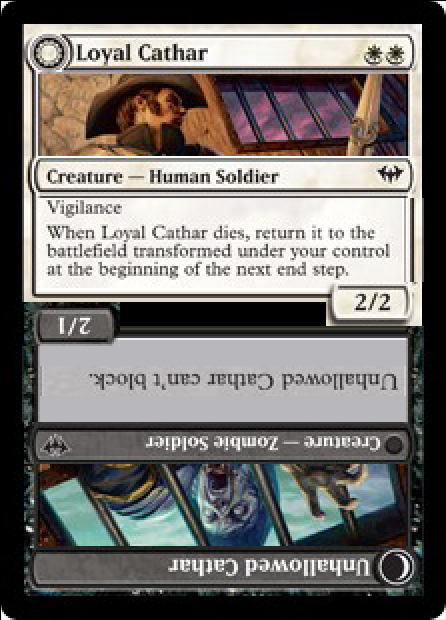 Loyal Cathar
Creature — Human Soldier
Vigilance
When Loyal Cathar dies, return it to the
battlefield transformed under your control
at the beginning of the next end step.
2/2
Unhallowed Cathar
Creature — Zombie Soldier
Unhallowed Cathar can't block.
2/1